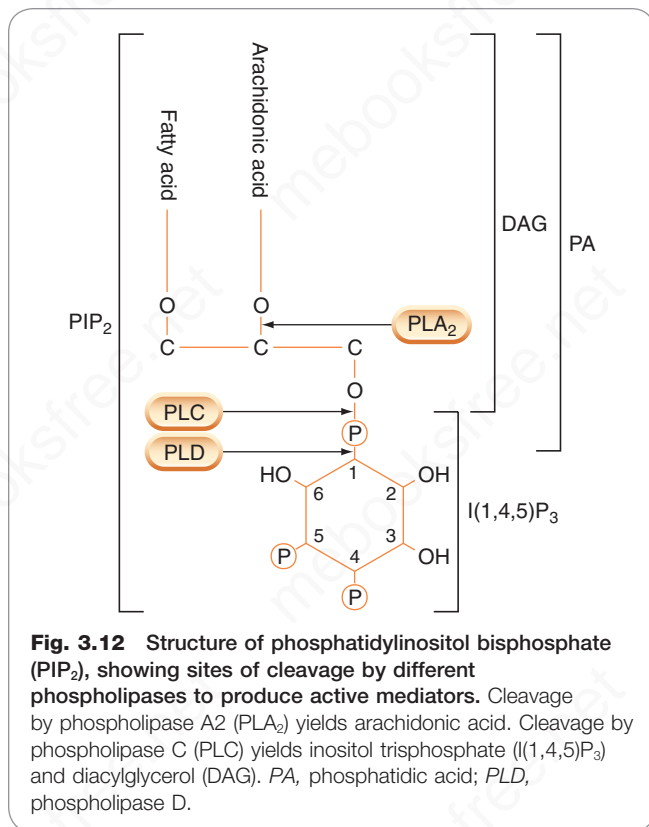 Fatty acid
Arachidonic acid
DAG
PA
PIP₂
O
O
PLA₂
C
C
C
O
PLC
P
PLD
1
HO
OH
6
2
I(1,4,5)P₃
5
3
P
4
OH
P
Fig. 3.12 Structure of phosphatidylinositol bisphosphate
(PIP₂), showing sites of cleavage by different
phospholipases to produce active mediators. Cleavage
by phospholipase A2 (PLA₂) yields arachidonic acid. Cleavage by
phospholipase C (PLC) yields inositol trisphosphate (I(1,4,5)P₃)
and diacylglycerol (DAG). PA, phosphatidic acid; PLD,
phospholipase D.
mebooksfree.net